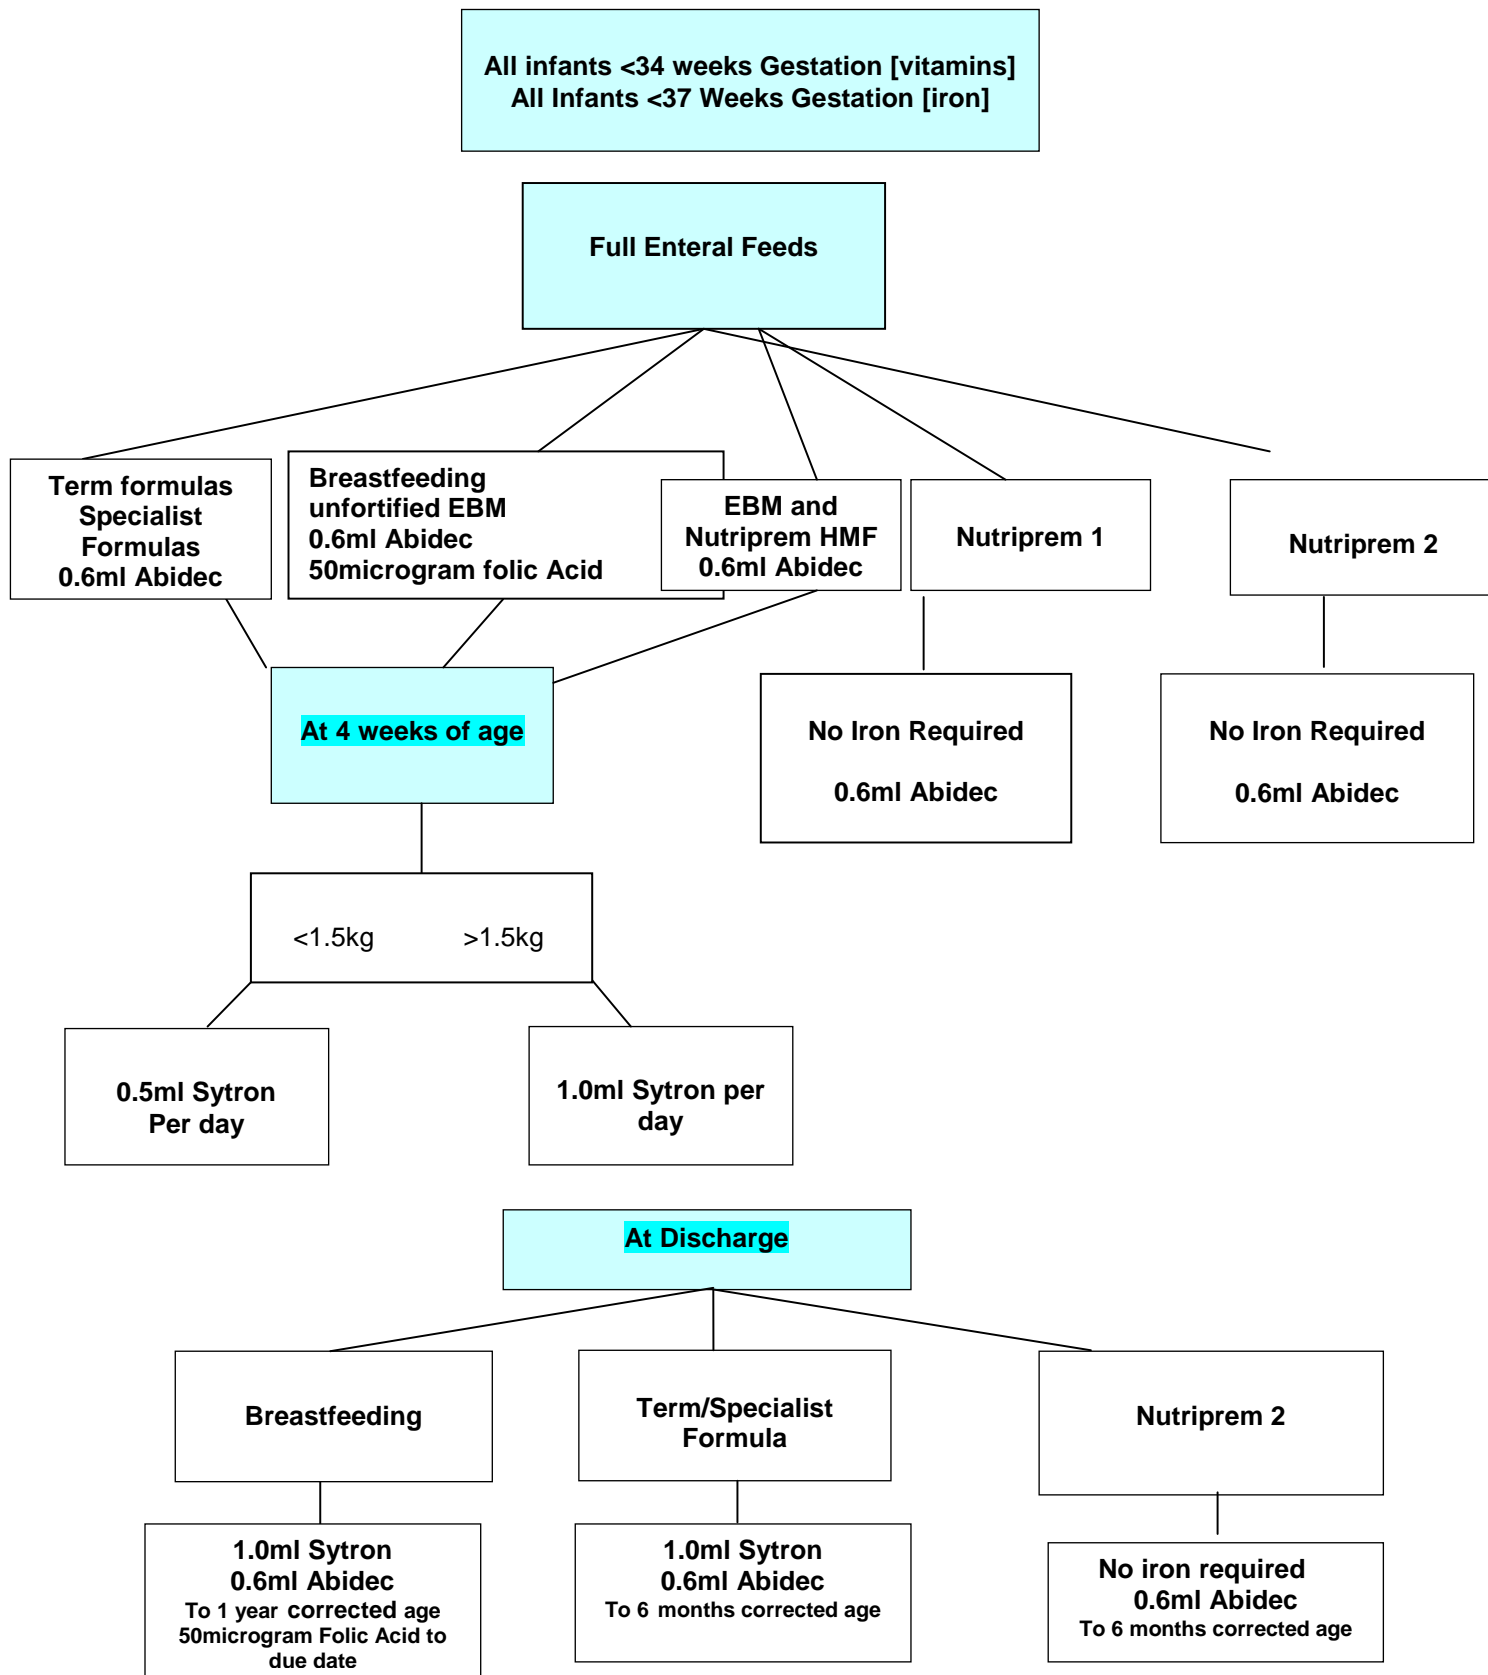 All infants <34 weeks Gestation [vitamins]
All Infants <37 Weeks Gestation [iron]
Full Enteral Feeds
Term formulas
Specialist
Formulas
0.6ml Abidec
Breastfeeding
unfortified EBM
0.6ml Abidec
50microgram folic Acid
EBM and
Nutriprem HMF
0.6ml Abidec
Nutriprem 1
Nutriprem 2
At 4 weeks of age
No Iron Required
0.6ml Abidec
No Iron Required
0.6ml Abidec
<1.5kg >1.5kg
0.5ml Sytron
Per day
1.0ml Sytron per
day
At Discharge
Breastfeeding
Term/Specialist
Formula
Nutriprem 2
1.0ml Sytron
0.6ml Abidec
To 1 year corrected age
50microgram Folic Acid to
due date
1.0ml Sytron
0.6ml Abidec
To 6 months corrected age
No iron required
0.6ml Abidec
To 6 months corrected age